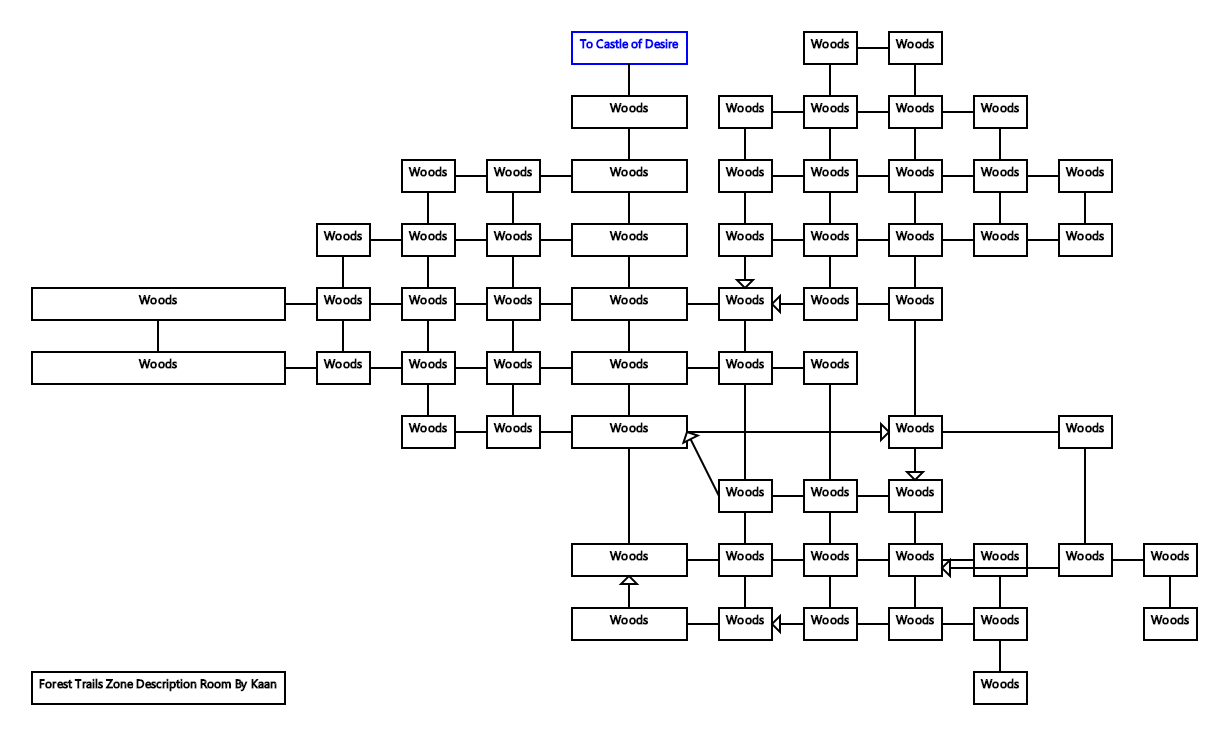 To Castle of Desire Woods Woods
Woods Woods Woods Woods Woods
Woods Woods Woods Woods Woods Woods Woods Woods
Woods Woods Woods Woods Woods Woods Woods Woods Woods
Woods Woods Woods Woods Woods Woods Woods Woods
Woods Woods Woods Woods Woods Woods Woods
Woods Woods Woods Woods Woods
Woods Woods Woods
Woods Woods Woods Woods Woods Woods Woods
Woods Woods Woods Woods Woods Woods
Forest Trails Zone Description Room By Kaan Woods